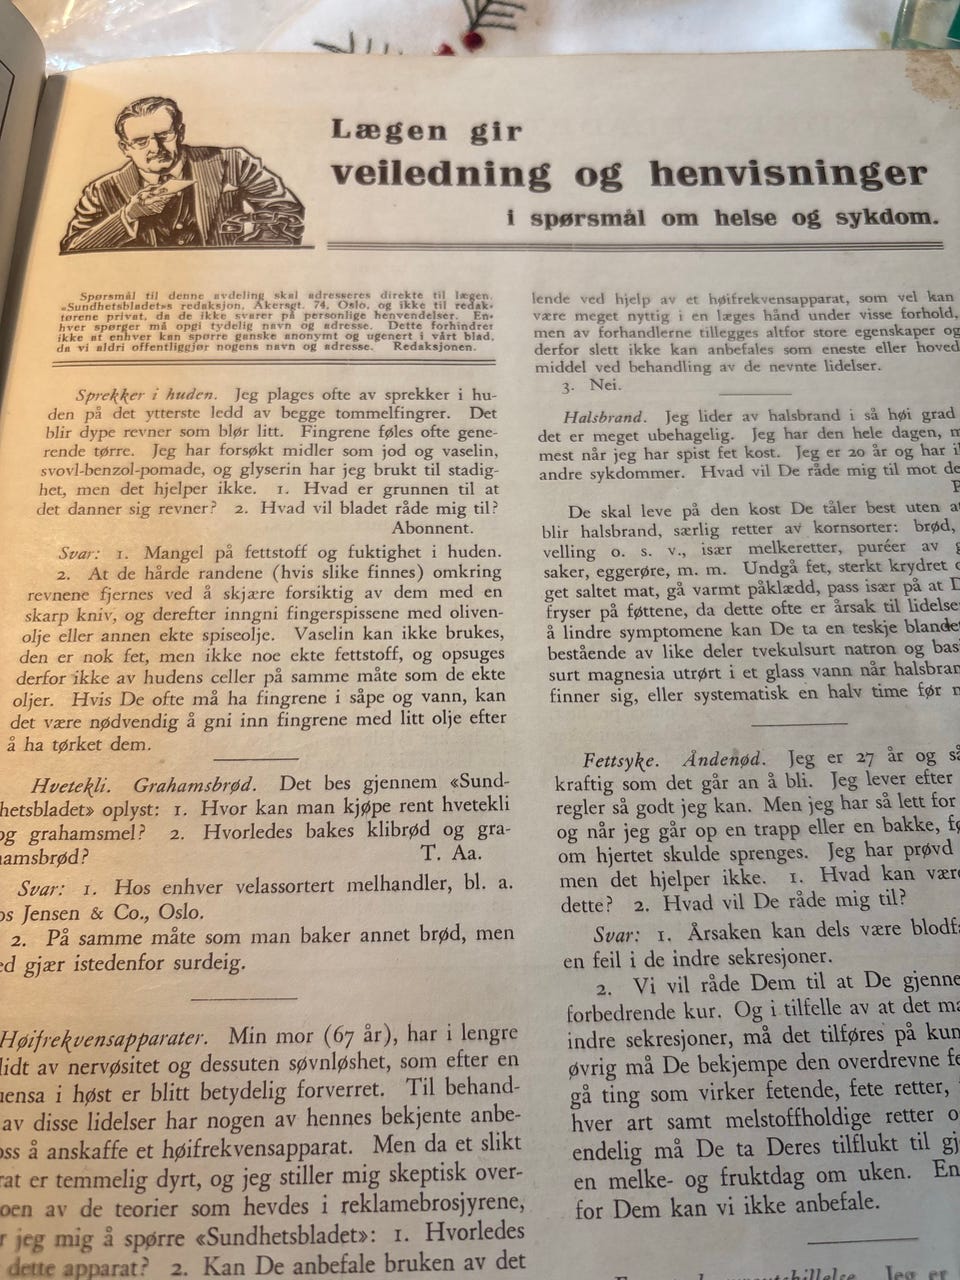 Lægen gir
veiledning og henvisninger
i spørsmål om helse og sykdom.
Spørsmål til denne avdeling skal adresseres direkte til lægen,
«Sundhetsbladet»s redaksjon, Akersgt. 74, Oslo, og ikke til redak-
tørene privat, da de ikke svarer på personlige henvendelser. En-
hver spørger må opgi tydelig navn og adresse. Dette forhindrer
ikke at enhver kan spørre ganske anonymt og ugenert i vårt blad,
da vi aldri offentliggjør nogens navn og adresse. Redaksjonen.
Sprekker i huden. Jeg plages ofte av sprekker i hu-
den på det ytterste ledd av begge tommelfingrer. Det
blir dype revner som blør litt. Fingrene føles ofte gene-
rende tørre. Jeg har forsøkt midler som jod og vaselin,
svovl-benzol-pomade, og glyserin har jeg brukt til stadig-
het, men det hjelper ikke. 1. Hvad er grunnen til at
det danner sig revner? 2. Hvad vil bladet råde mig til?
Abonnent.
Svar: 1. Mangel på fettstoff og fuktighet i huden.
2. At de hårde randene (hvis slike finnes) omkring
revnene fjernes ved å skjære forsiktig av dem med en
skarp kniv, og derefter inngni fingerspissene med oliven-
olje eller annen ekte spiseolje. Vaselin kan ikke brukes,
den er nok fet, men ikke noe ekte fettstoff, og opsuges
derfor ikke av hudens celler på samme måte som de ekte
oljer. Hvis De ofte må ha fingrene i såpe og vann, kan
det være nødvendig å gni inn fingrene med litt olje efter
å ha tørket dem.
Hvetekli. Grahamsbrød. Det bes gjennem «Sund-
hetsbladet» oplyst: 1. Hvor kan man kjøpe rent hvetekli
og grahamsmel? 2. Hvorledes bakes klibrød og gra-
hamsbrød? T. Aa.
Svar: 1. Hos enhver velassortert melhandler, bl. a.
os Jensen & Co., Oslo.
2. På samme måte som man baker annet brød, men
ed gjær istedenfor surdeig.
Høifrekvensapparater. Min mor (67 år), har i lengre
lidt av nervøsitet og dessuten søvnløshet, som efter en
uensa i høst er blitt betydelig forverret. Til behand-
av disse lidelser har nogen av hennes bekjente anbe-
oss å anskaffe et høifrekvensapparat. Men da et slikt
rat er temmelig dyrt, og jeg stiller mig skeptisk over-
oen av de teorier som hevdes i reklamebrosjyrene,
r jeg mig å spørre «Sundhetsbladet»: 1. Hvorledes
dette apparat? 2. Kan De anbefale bruken av det
lende ved hjelp av et høifrekvensapparat, som vel kan
være meget nyttig i en læges hånd under visse forhold,
men av forhandlerne tillegges altfor store egenskaper og
derfor slett ikke kan anbefales som eneste eller hoved
middel ved behandling av de nevnte lidelser.
3. Nei.
Halsbrand. Jeg lider av halsbrand i så høi grad
det er meget ubehagelig. Jeg har den hele dagen, m
mest når jeg har spist fet kost. Jeg er 20 år og har i
andre sykdommer. Hvad vil De råde mig til mot de
De skal leve på den kost De tåler best uten a
blir halsbrand, særlig retter av kornsorter: brød,
velling o. s. v., især melkeretter, puréer av g
saker, eggerøre, m. m. Undgå fet, sterkt krydret o
get saltet mat, gå varmt påklædd, pass især på at D
fryser på føttene, da dette ofte er årsak til lidelse
å lindre symptomene kan De ta en teskje blande
bestående av like deler tvekulsurt natron og bas
surt magnesia utrørt i et glass vann når halsbran
finner sig, eller systematisk en halv time før m
Fettsyke. Åndenød. Jeg er 27 år og så
kraftig som det går an å bli. Jeg lever efter
regler så godt jeg kan. Men jeg har så lett for
og når jeg går op en trapp eller en bakke, fø
om hjertet skulde sprenges. Jeg har prøvd
men det hjelper ikke. 1. Hvad kan være
dette? 2. Hvad vil De råde mig til?
Svar: 1. Årsaken kan dels være blodfa
en feil i de indre sekresjoner.
2. Vi vil råde Dem til at De gjenne
forbedrende kur. Og i tilfelle av at det ma
indre sekresjoner, må det tilføres på kun
øvrig må De bekjempe den overdrevne fe
gå ting som virker fetende, fete retter,
hver art samt melstoffholdige retter o
endelig må De ta Deres tilflukt til gj
en melke- og fruktdag om uken. En
for Dem kan vi ikke anbefale.
Jeg er